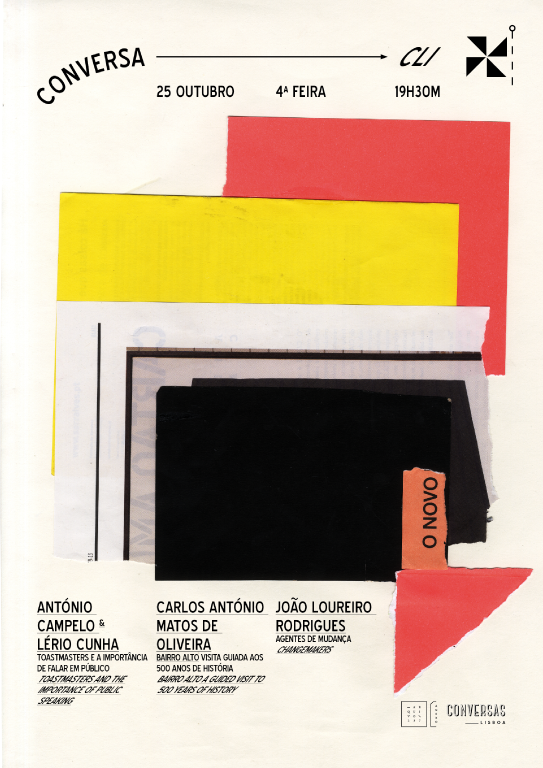 CONVERSA
CLI
25 OUTUBRO 4ª FEIRA 19H30M
O NOVO
ANTÓNIO
CAMPELO &
LÉRIO CUNHA
TOASTMASTERS E A IMPORTÂNCIA
DE FALAR EM PÚBLICO
TOASTMASTERS AND THE
IMPORTANCE OF PUBLIC
SPEAKING
CARLOS ANTÓNIO
MATOS DE
OLIVEIRA
BAIRRO ALTO VISITA GUIADA AOS
500 ANOS DE HISTÓRIA
BAIRRO ALTO A GUIDED VISIT TO
500 YEARS OF HISTORY
JOÃO LOUREIRO
RODRIGUES
AGENTES DE MUDANÇA
CHANGEMAKERS
CONVERSAS
LISBOA